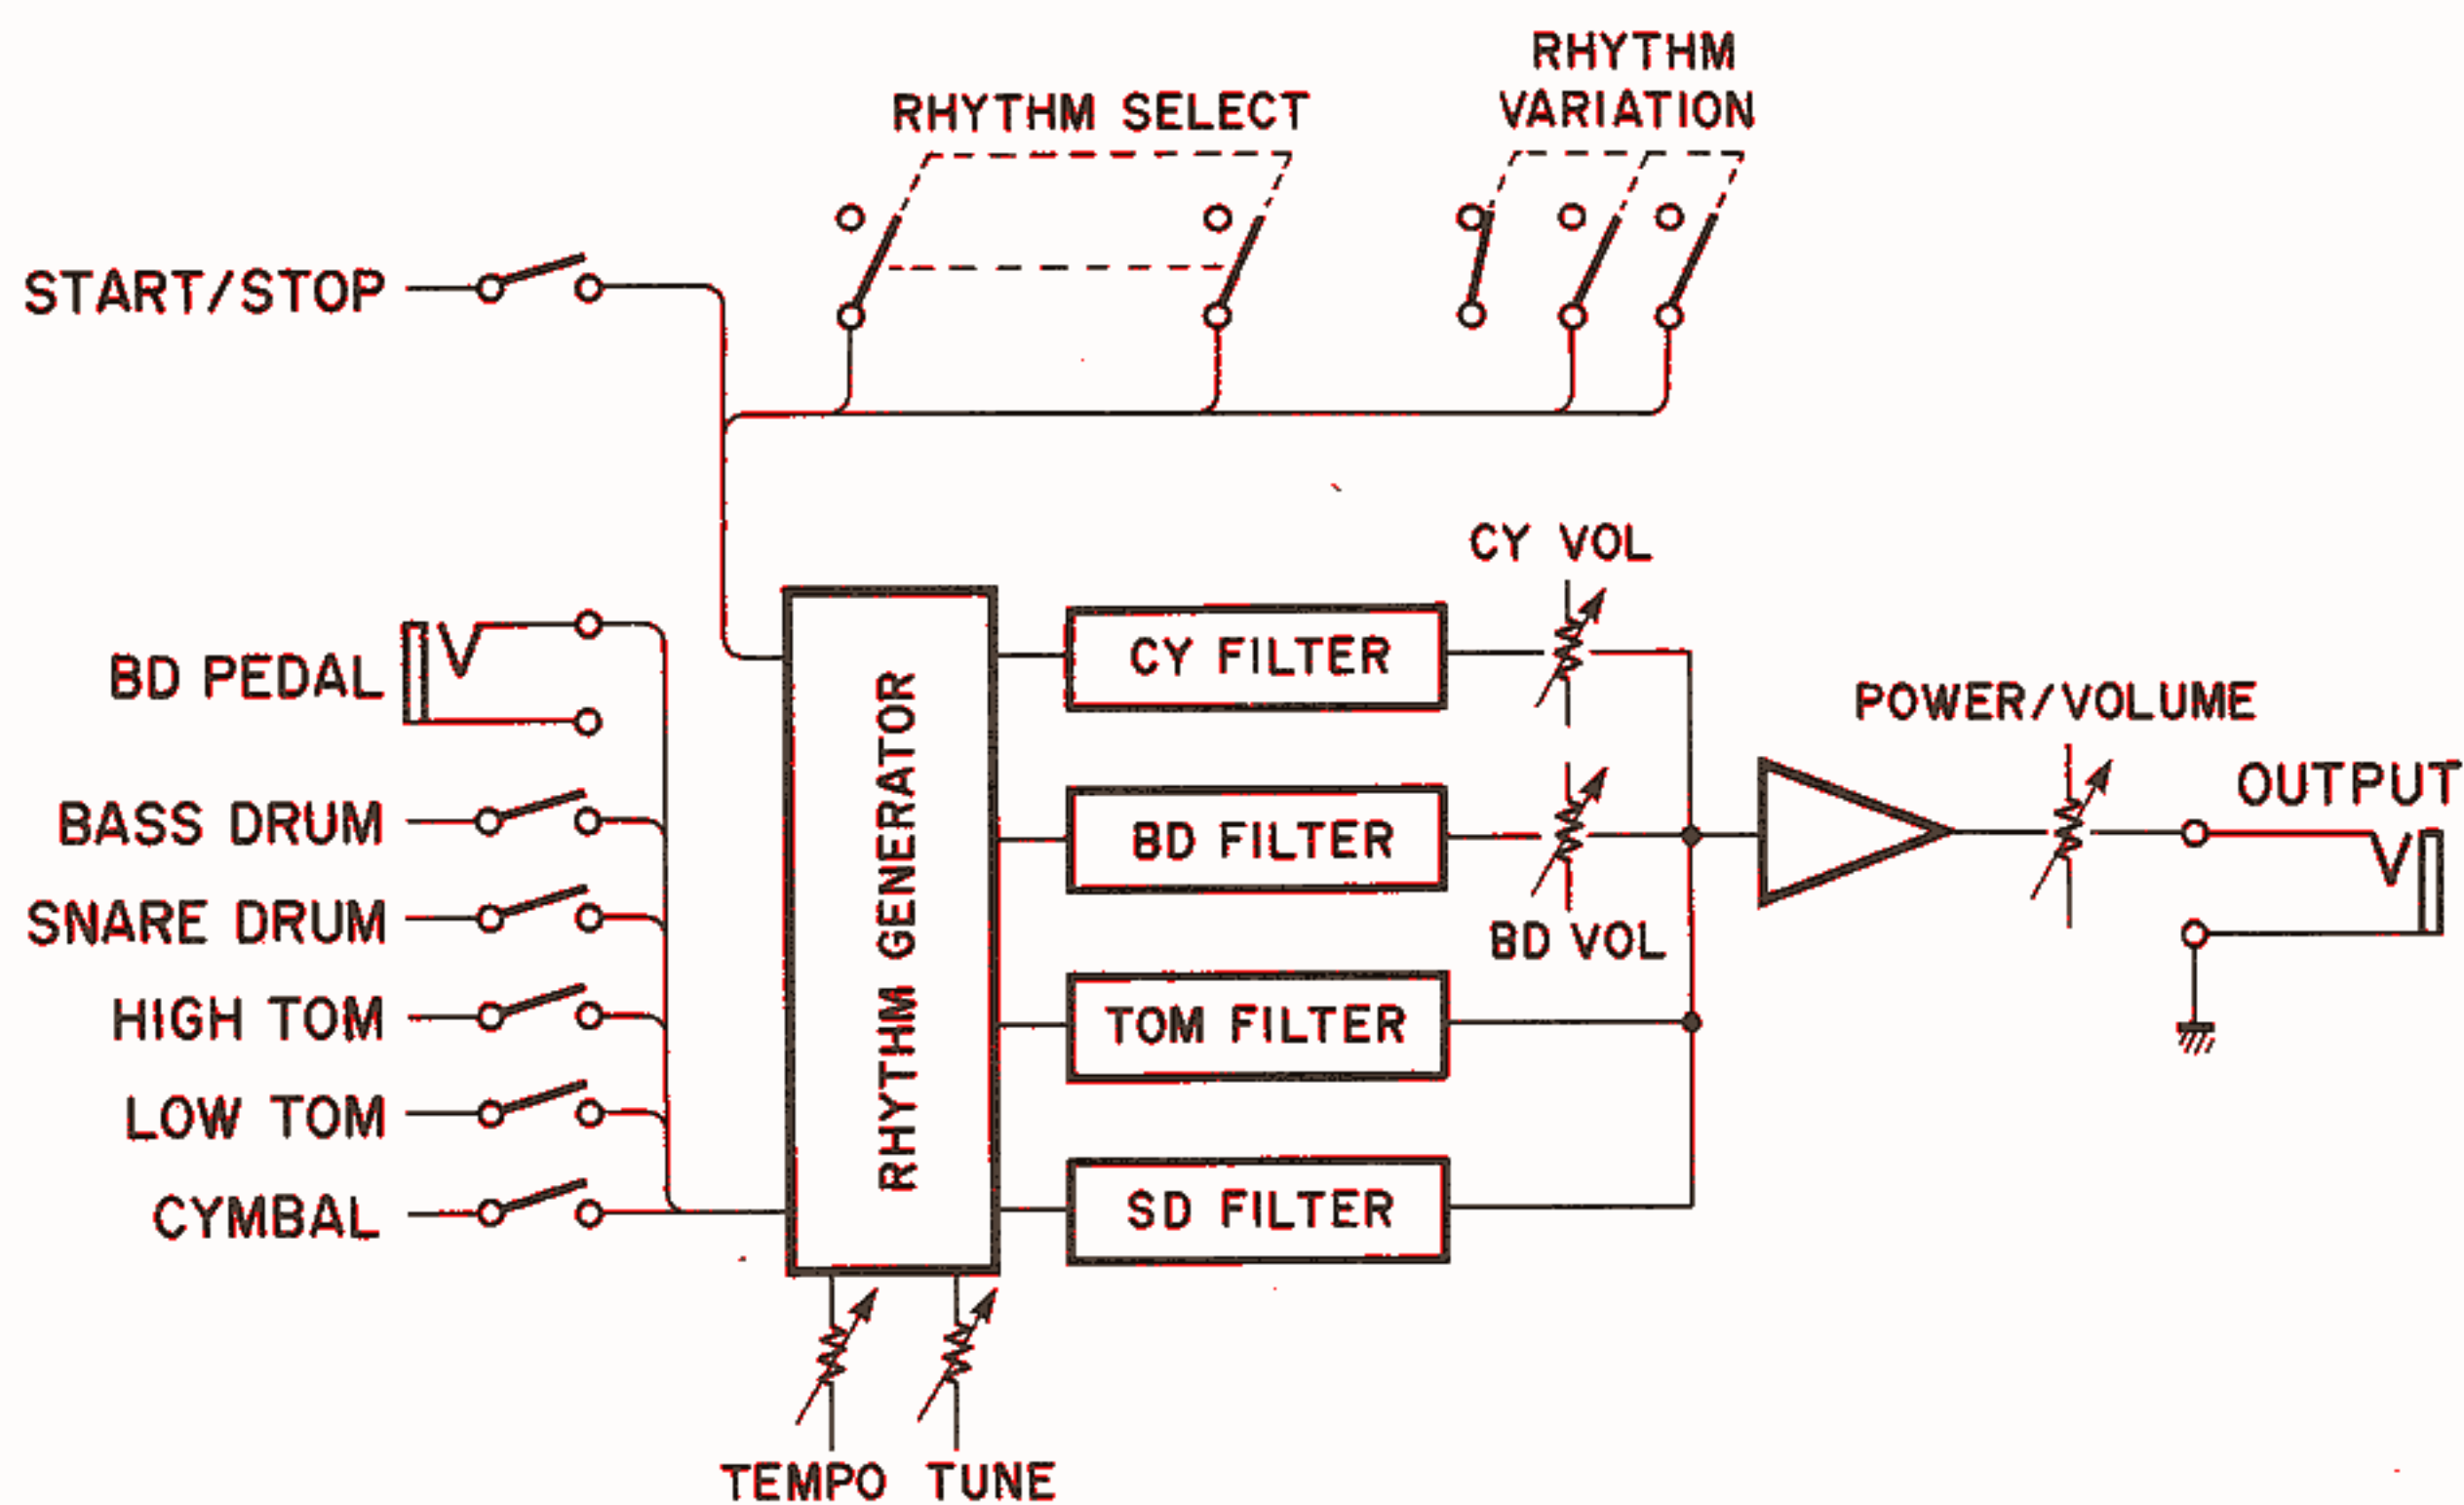 RHYTHM
VARIATION
RHYTHM SELECT
START/STOP
CY VOL
BD PEDAL
CY FILTER
POWER/VOLUME
OUTPUT
BASS DRUM
BD FILTER
SNARE DRUM
BD VOL
RHYTHM GENERATOR
HIGH TOM
TOM FILTER
LOW TOM
CYMBAL
SD FILTER
TEMPO TUNE